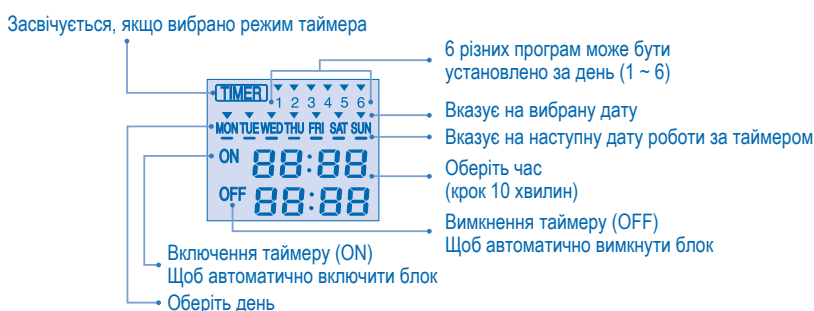 Засвічується, якщо вибрано режим таймера
6 різних програм може бути
установлено за день (1 ~ 6)
TIMER 1 2 3 4 5 6
Вказує на вибрану дату
MON TUE WED THU FRI SAT SUN
Вказує на наступну дату роботи за таймером
ON 88:88
Оберіть час
(крок 10 хвилин)
OFF 88:88
Вимкнення таймеру (OFF)
Щоб автоматично вимкнути блок
Включення таймеру (ON)
Щоб автоматично включити блок
Оберіть день